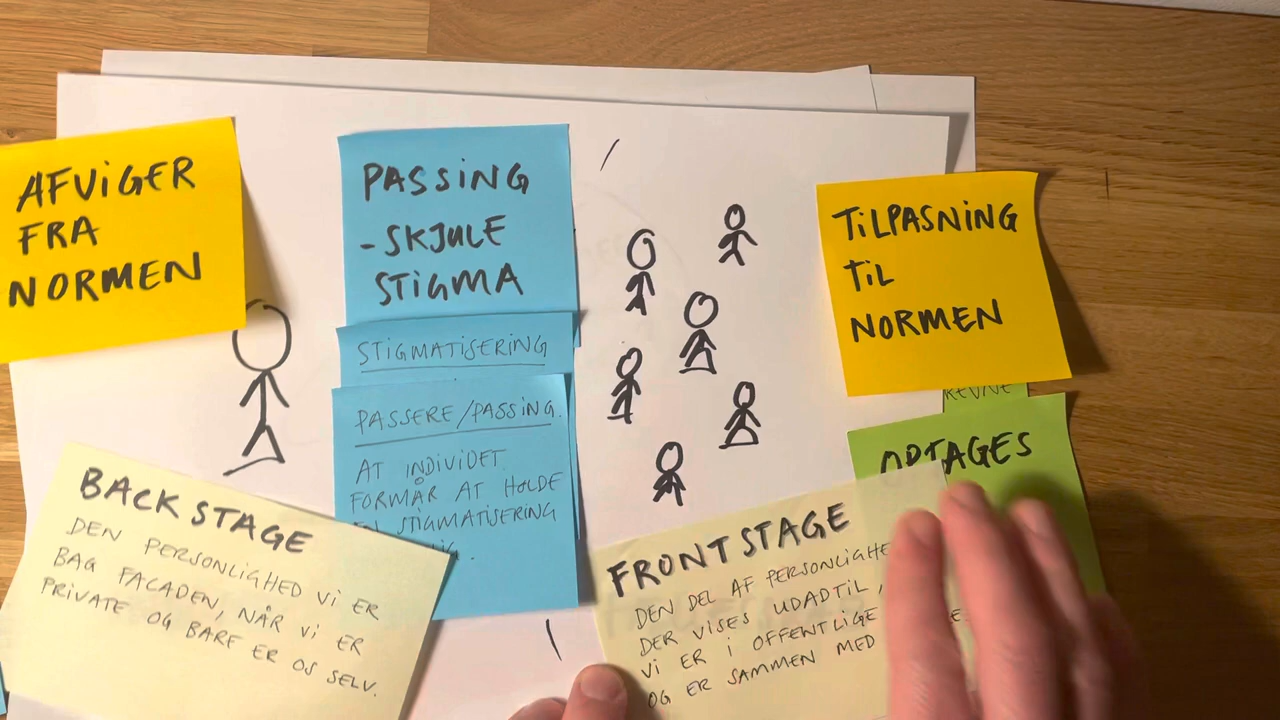 AFViGER
FRA
NORMEN
PASSiNG
-SKJULE
STiGMA
STIGMATISERING
PASSERE/PASSING.
AT INDIVIDET
FORMÅR AT HOLDE
STIGMATISERING
TiLPASNiNG
TiL
NORMEN
KEVNE
OPTAGES
BACK STAGE
DEN PERSONLIGHED Vi ER
BAG FACADEN, NÅR Vi ER
PRIVATE OG BARE ER OS SELV.
FRONT STAGE
DEN DEL AF
DER VISES UDADTIL,
Vi ER i OFFENTLIGE
OG ER SAMMEN MED